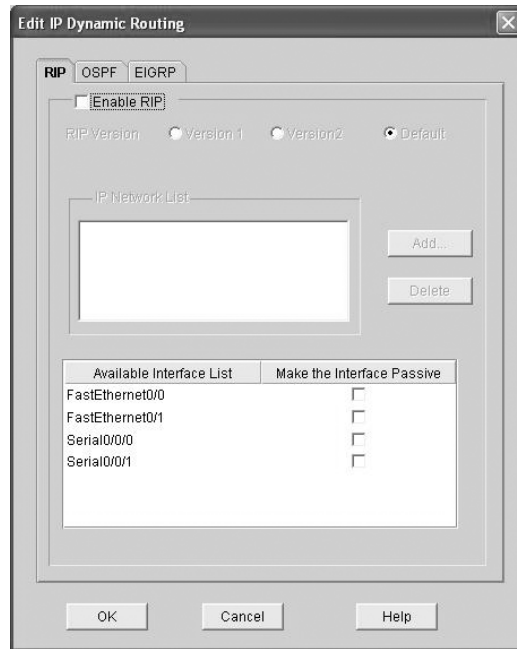 Edit IP Dynamic Routing
RIP OSPF EIGRP
Enable RIP
RIP Version Version 1 Version2 Default
IP Network List
Add...
Delete
Available Interface List Make the Interface Passive
FastEthernet0/0
FastEthernet0/1
Serial0/0/0
Serial0/0/1
OK Cancel Help